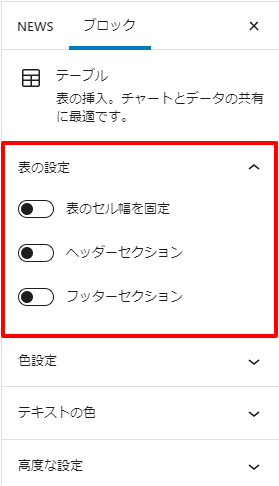 NEWS ブロック ×
テーブル
表の挿入。チャートとデータの共有
に最適です。
表の設定
表のセル幅を固定
ヘッダーセクション
フッターセクション
色設定
テキストの色
高度な設定